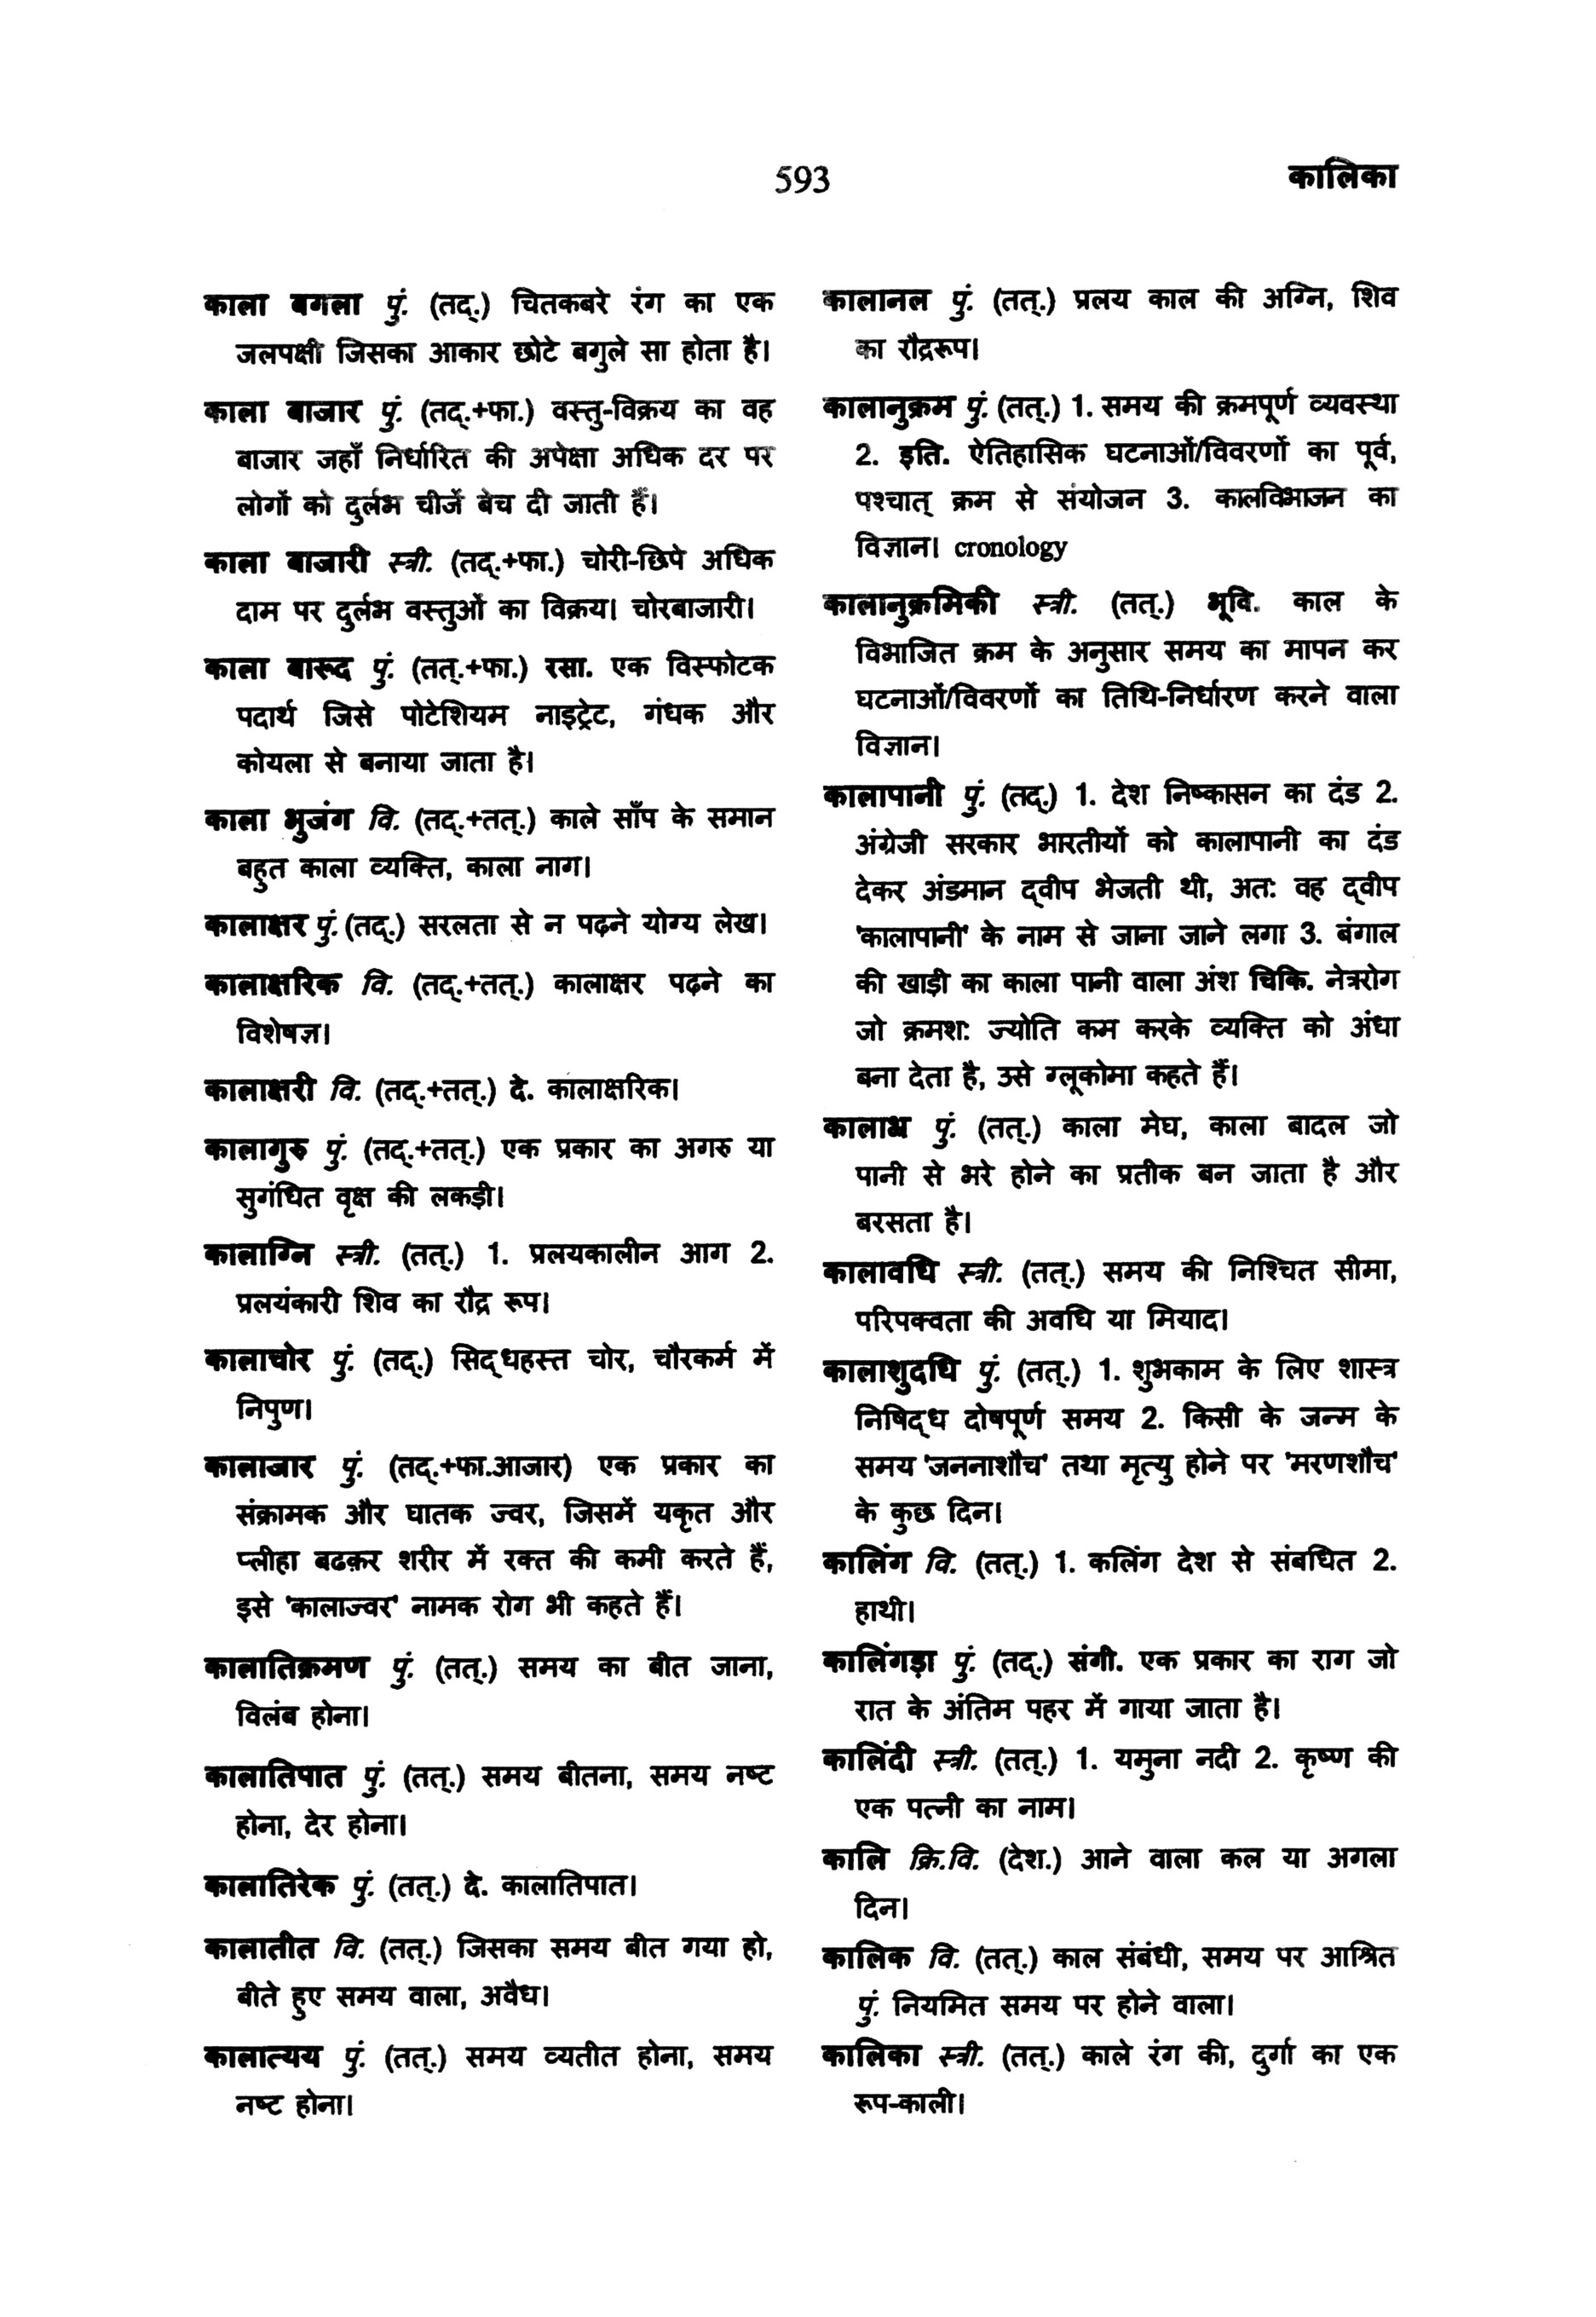 593
कालिका
काला बगला पुं. (तद्.) चितकबरे रंग का एक
जलपक्षी जिसका आकार छोटे बगुले सा होता है।
काला बाजार पुं. (तद्.+फा.) वस्तु-विक्रय का वह
बाजार जहाँ निर्धारित की अपेक्षा अधिक दर पर
लोगों को दुर्लभ चीजें बेच दी जाती हैं।
काला बाजारी स्त्री. (तद्.+फा.) चोरी-छिपे अधिक
दाम पर दुर्लभ वस्तुओं का विक्रय। चोरबाजारी।
काला बारूद पुं. (तत्.+फा.) रसा. एक विस्फोटक
पदार्थ जिसे पोटेशियम नाइट्रेट, गंधक और
कोयला से बनाया जाता है।
काला भुजंग वि. (तद्.+तत्.) काले साँप के समान
बहुत काला व्यक्ति, काला नाग।
कालाक्षर पुं. (तद्.) सरलता से न पढ़ने योग्य लेख।
कालाक्षरिक वि. (तद्.+तत्.) कालाक्षर पढ़ने का
विशेषज्ञ।
कालाक्षरी वि. (तद्.+तत्.) दे. कालाक्षरिक।
कालागुरु पुं. (तद्.+तत्.) एक प्रकार का अगरु या
सुगंधित वृक्ष की लकड़ी।
कालाग्नि स्त्री. (तत्.) 1. प्रलयकालीन आग 2.
प्रलयंकारी शिव का रौद्र रूप।
कालाचोर पुं. (तद्.) सिद्धहस्त चोर, चौरकर्म में
निपुण।
कालाजार पुं. (तद्.+फा.आजार) एक प्रकार का
संक्रामक और घातक ज्वर, जिसमें यकृत और
प्लीहा बढक़र शरीर में रक्त की कमी करते हैं,
इसे 'कालाज्वर' नामक रोग भी कहते हैं।
कालातिक्रमण पुं. (तत्.) समय का बीत जाना,
विलंब होना।
कालातिपात पुं. (तत्.) समय बीतना, समय नष्ट
होना, देर होना।
कालातिरेक पुं. (तत्.) दे. कालातिपात।
कालातीत वि. (तत्.) जिसका समय बीत गया हो,
बीते हुए समय वाला, अवैध।
कालात्यय पुं. (तत्.) समय व्यतीत होना, समय
नष्ट होना।
कालानल पुं. (तत्.) प्रलय काल की अग्नि, शिव
का रौद्ररूप।
कालानुक्रम पुं. (तत्.) 1. समय की क्रमपूर्ण व्यवस्था
2. इति. ऐतिहासिक घटनाओं/विवरणों का पूर्व,
पश्चात् क्रम से संयोजन 3. कालविभाजन का
विज्ञान। cronology
कालानुक्रमिकी स्त्री. (तत्.) भूवि. काल के
विभाजित क्रम के अनुसार समय का मापन कर
घटनाओं/विवरणों का तिथि-निर्धारण करने वाला
विज्ञान।
कालापानी पुं. (तद्.) 1. देश निष्कासन का दंड 2.
अंग्रेजी सरकार भारतीयों को कालापानी का दंड
देकर अंडमान द्वीप भेजती थी, अत: वह द्वीप
'कालापानी' के नाम से जाना जाने लगा 3. बंगाल
की खाड़ी का काला पानी वाला अंश चिकि. नेत्ररोग
जो क्रमश: ज्योति कम करके व्यक्ति को अंधा
बना देता है, उसे ग्लूकोमा कहते हैं।
कालाभ्र पुं. (तत्.) काला मेघ, काला बादल जो
पानी से भरे होने का प्रतीक बन जाता है और
बरसता है।
कालावधि स्त्री. (तत्.) समय की निश्चित सीमा,
परिपक्वता की अवधि या मियाद।
कालाशुदधि पुं. (तत्.) 1. शुभकाम के लिए शास्त्र
निषिद्ध दोषपूर्ण समय 2. किसी के जन्म के
समय 'जननाशौच' तथा मृत्यु होने पर 'मरणशौच'
के कुछ दिन।
कालिंग वि. (तत्.) 1. कलिंग देश से संबधित 2.
हाथी।
कालिंगड़ा पुं. (तद्.) संगी. एक प्रकार का राग जो
रात के अंतिम पहर में गाया जाता है।
कालिंदी स्त्री. (तत्.) 1. यमुना नदी 2. कृष्ण की
एक पत्नी का नाम।
कालि क्रि.वि. (देश.) आने वाला कल या अगला
दिन।
कालिक वि. (तत्.) काल संबंधी, समय पर आश्रित
पुं. नियमित समय पर होने वाला।
कालिका स्त्री. (तत्.) काले रंग की, दुर्गा का एक
रूप-काली।